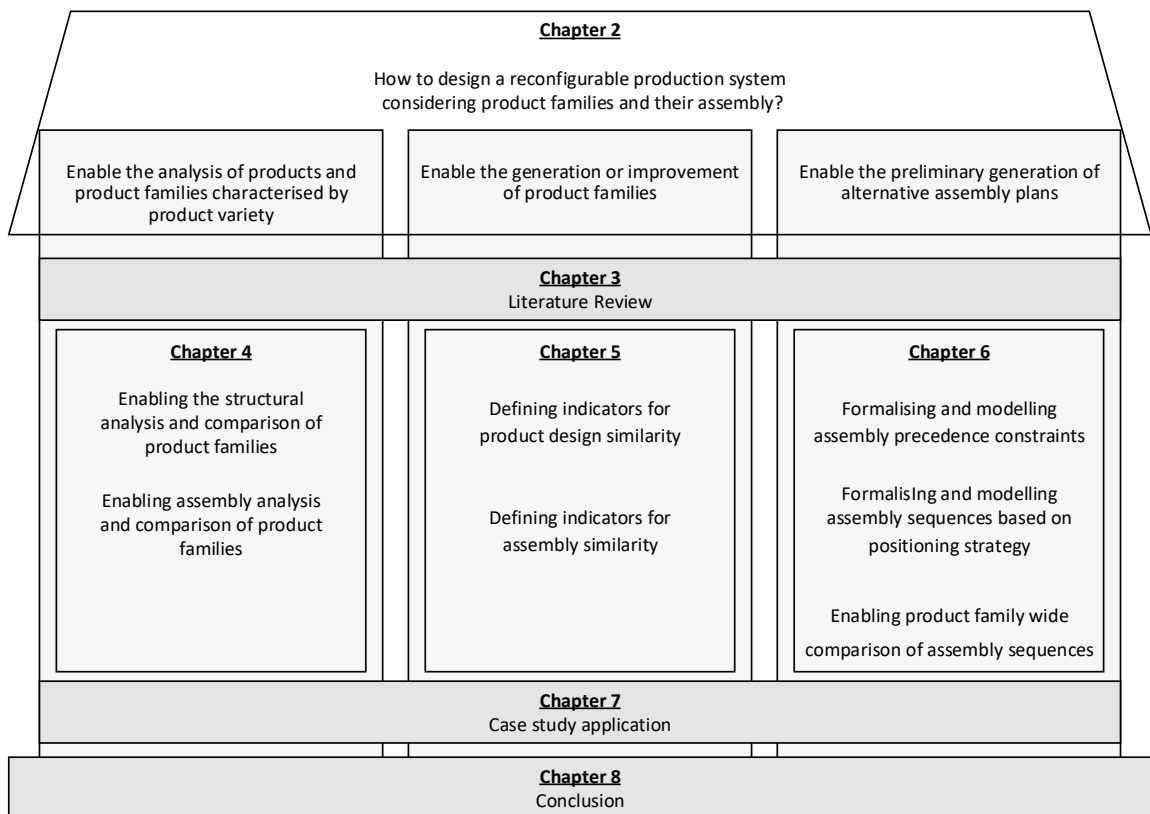 Chapter 2
How to design a reconfigurable production system
considering product families and their assembly?
Enable the analysis of products and
product families characterised by
product variety
Enable the generation or improvement
of product families
Enable the preliminary generation of
alternative assembly plans
Chapter 3
Literature Review
Chapter 4
Enabling the structural
analysis and comparison of
product families
Enabling assembly analysis
and comparison of product
families
Chapter 5
Defining indicators for
product design similarity
Defining indicators for
assembly similarity
Chapter 6
Formalising and modelling
assembly precedence constraints
FormalisIng and modelling
assembly sequences based on
positioning strategy
Enabling product family wide
comparison of assembly sequences
Chapter 7
Case study application
Chapter 8
Conclusion